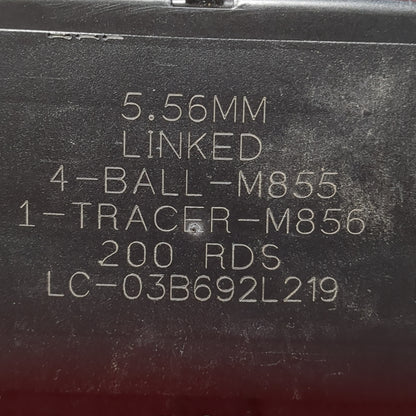 5.56MM
LINKED
4-BALL-M855
1-TRACER-M856
200 RDS
LC-03B692L219